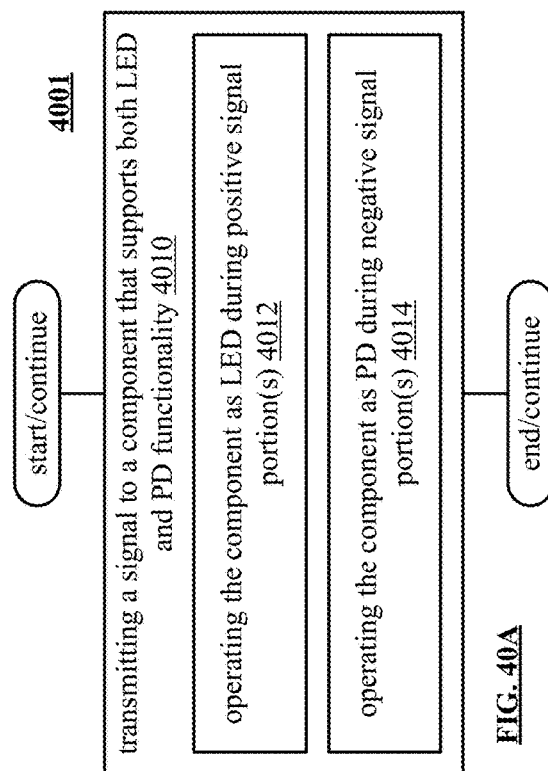 4001
start/continue
transmitting a signal to a component that supports both LED
and PD functionality 4010
operating the component as LED during positive signal
portion(s) 4012
operating the component as PD during negative signal
portion(s) 4014
end/continue
FIG. 40A